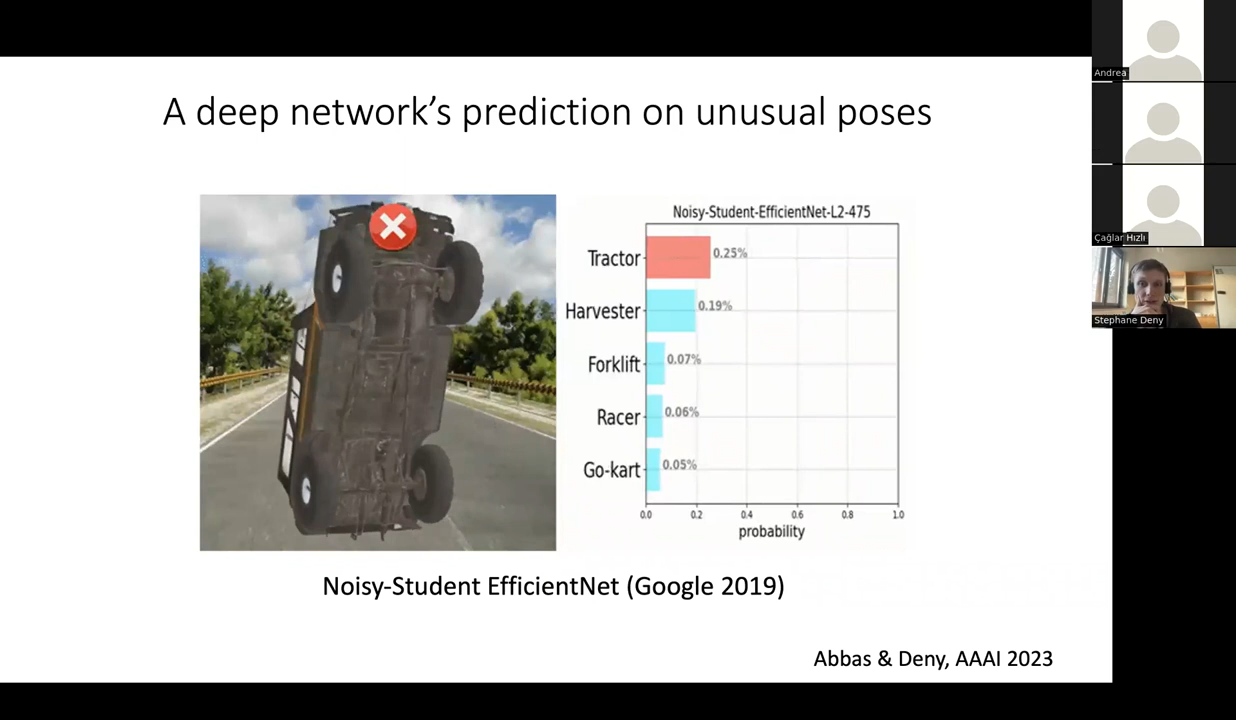 A deep network’s prediction on unusual poses
Noisy-Student-EfficientNet-L2-475
Tractor
0.25%
Harvester
0.19%
Forklift
0.07%
Racer
0.06%
Go-kart
0.05%
0.0 0.2 0.4 0.6 0.8 1.0
probability
Noisy-Student EfficientNet (Google 2019)
Abbas & Deny, AAAI 2023
Andrea
Çağlar Hızlı
Stephane Deny